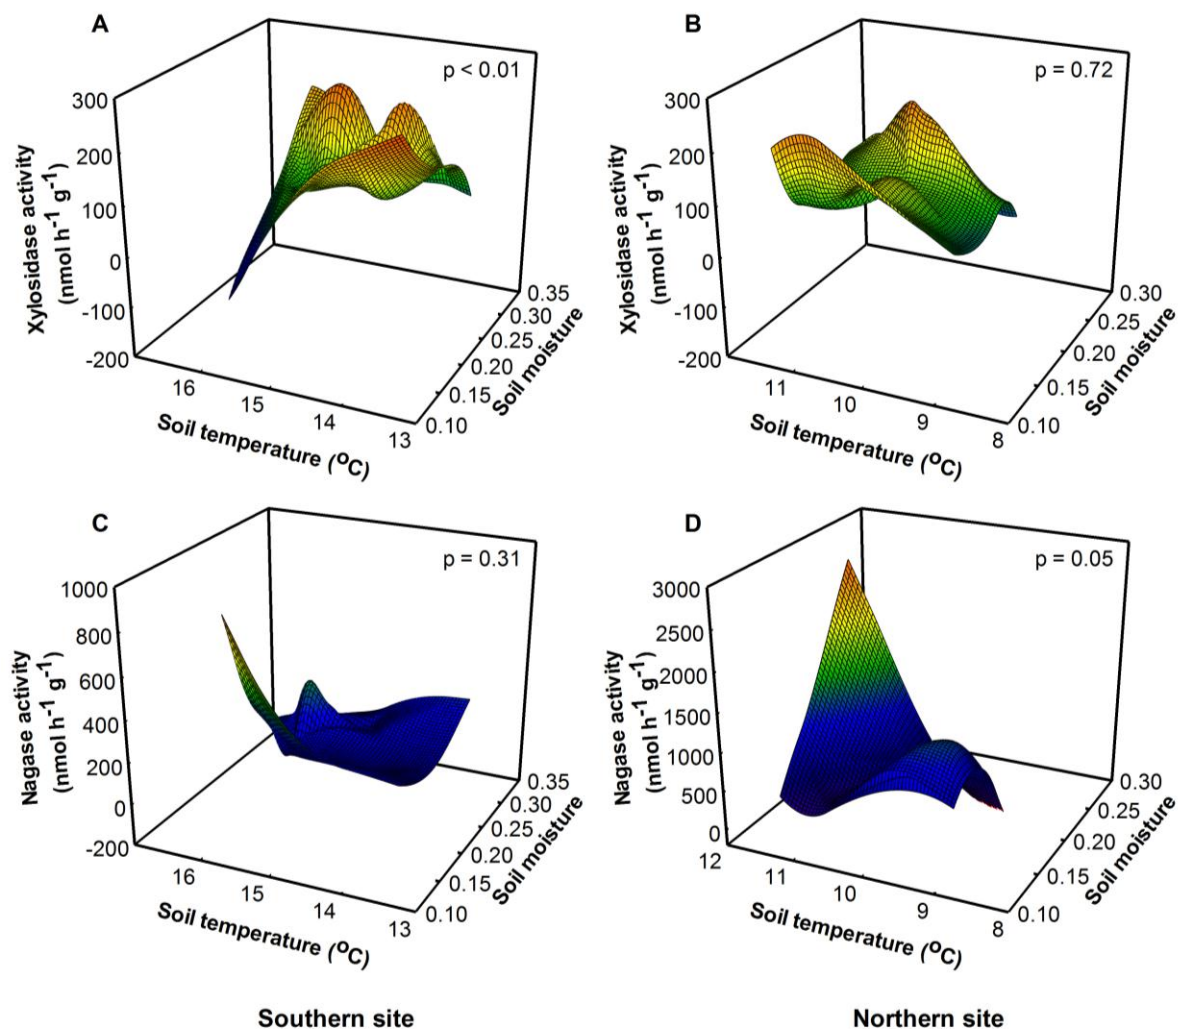 A
p < 0.01
300
200
100
0
-100
-200
Xylosidase activity
(nmol h-1 g-1)
16
15
14
13
Soil temperature (oC)
0.35
0.30
0.25
0.20
0.15
0.10
Soil moisture
B
p = 0.72
300
200
100
0
-100
-200
Xylosidase activity
(nmol h-1 g-1)
11
10
9
8
Soil temperature (oC)
0.30
0.25
0.20
0.15
0.10
Soil moisture
C
p = 0.31
1000
800
600
400
200
0
-200
Nagase activity
(nmol h-1 g-1)
16
15
14
13
Soil temperature (oC)
0.35
0.30
0.25
0.20
0.15
0.10
Soil moisture
D
p = 0.05
3000
2500
2000
1500
1000
500
0
Nagase activity
(nmol h-1 g-1)
12
11
10
9
8
Soil temperature (oC)
0.30
0.25
0.20
0.15
0.10
Soil moisture
Southern site
Northern site